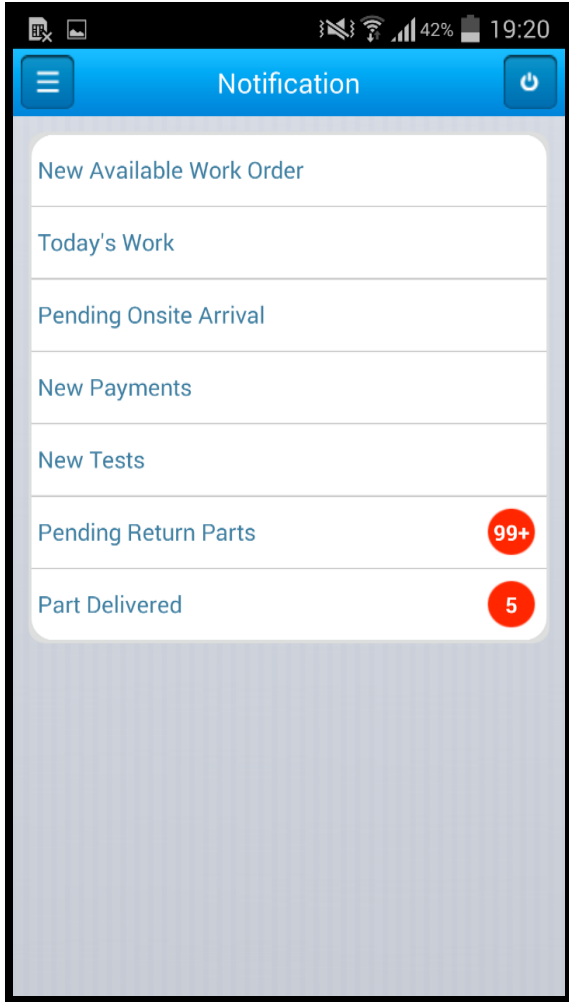 42% 19:20
Notification
New Available Work Order
Today's Work
Pending Onsite Arrival
New Payments
New Tests
Pending Return Parts 99+
Part Delivered 5